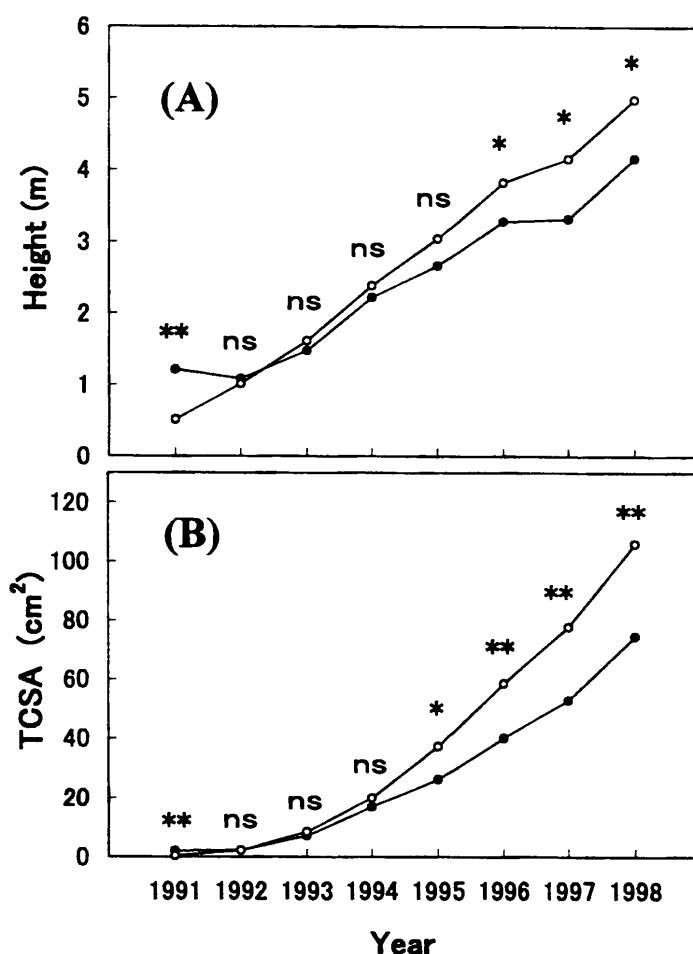 6
(A)
5
4
3
2
1
0
Height (m)
** ns ns ns ns * * *
120
(B)
100
80
60
40
20
0
TCSA (cm²)
** ns ns ns * ** ** **
1991 1992 1993 1994 1995 1996 1997 1998
Year